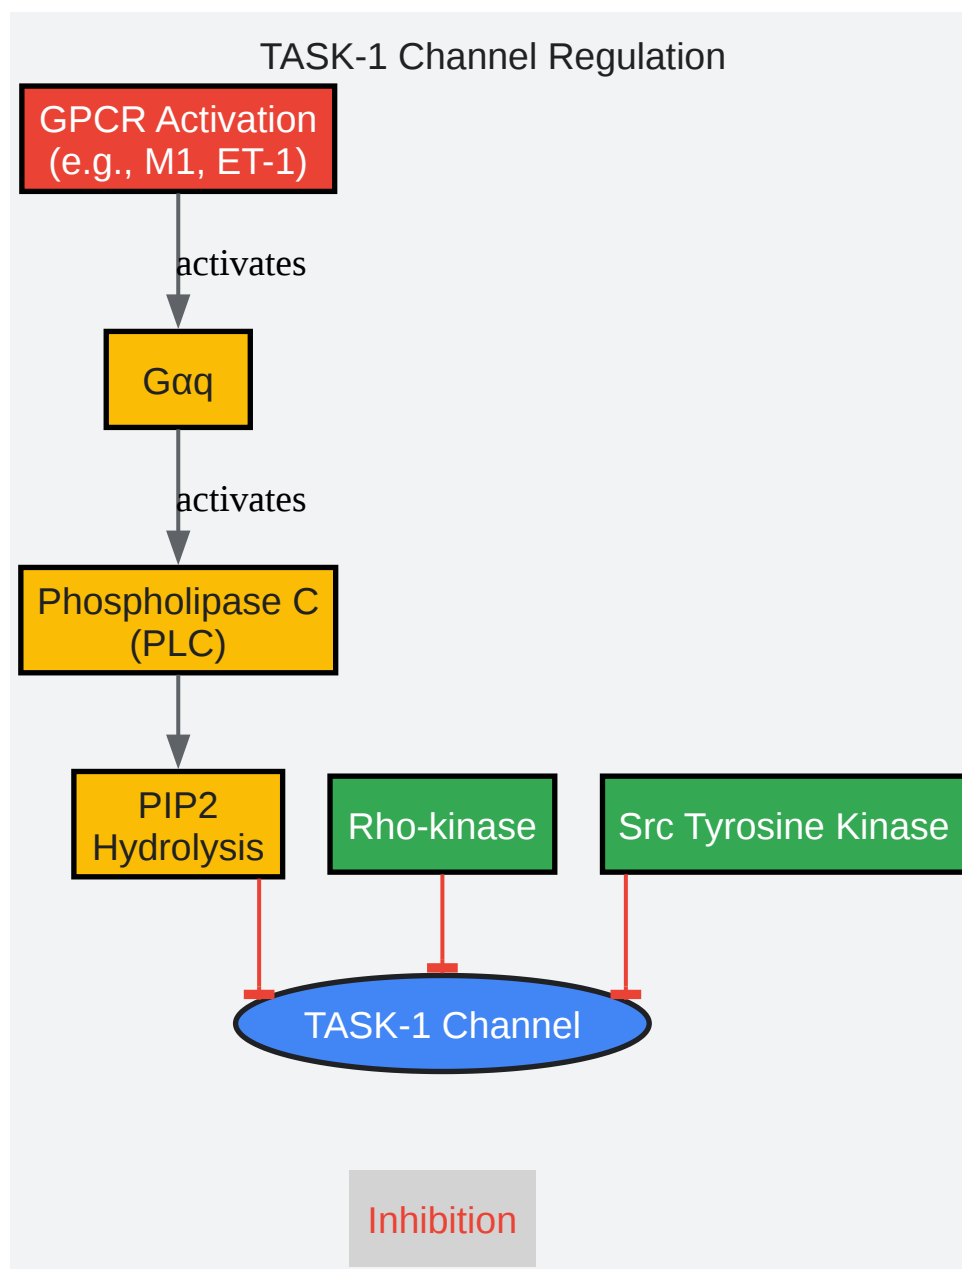 TASK-1 Channel Regulation
GPCR Activation
(e.g., M1, ET-1)
activates
Gαq
activates
Phospholipase C
(PLC)
PIP2
Hydrolysis
Rho-kinase
Src Tyrosine Kinase
TASK-1 Channel
Inhibition